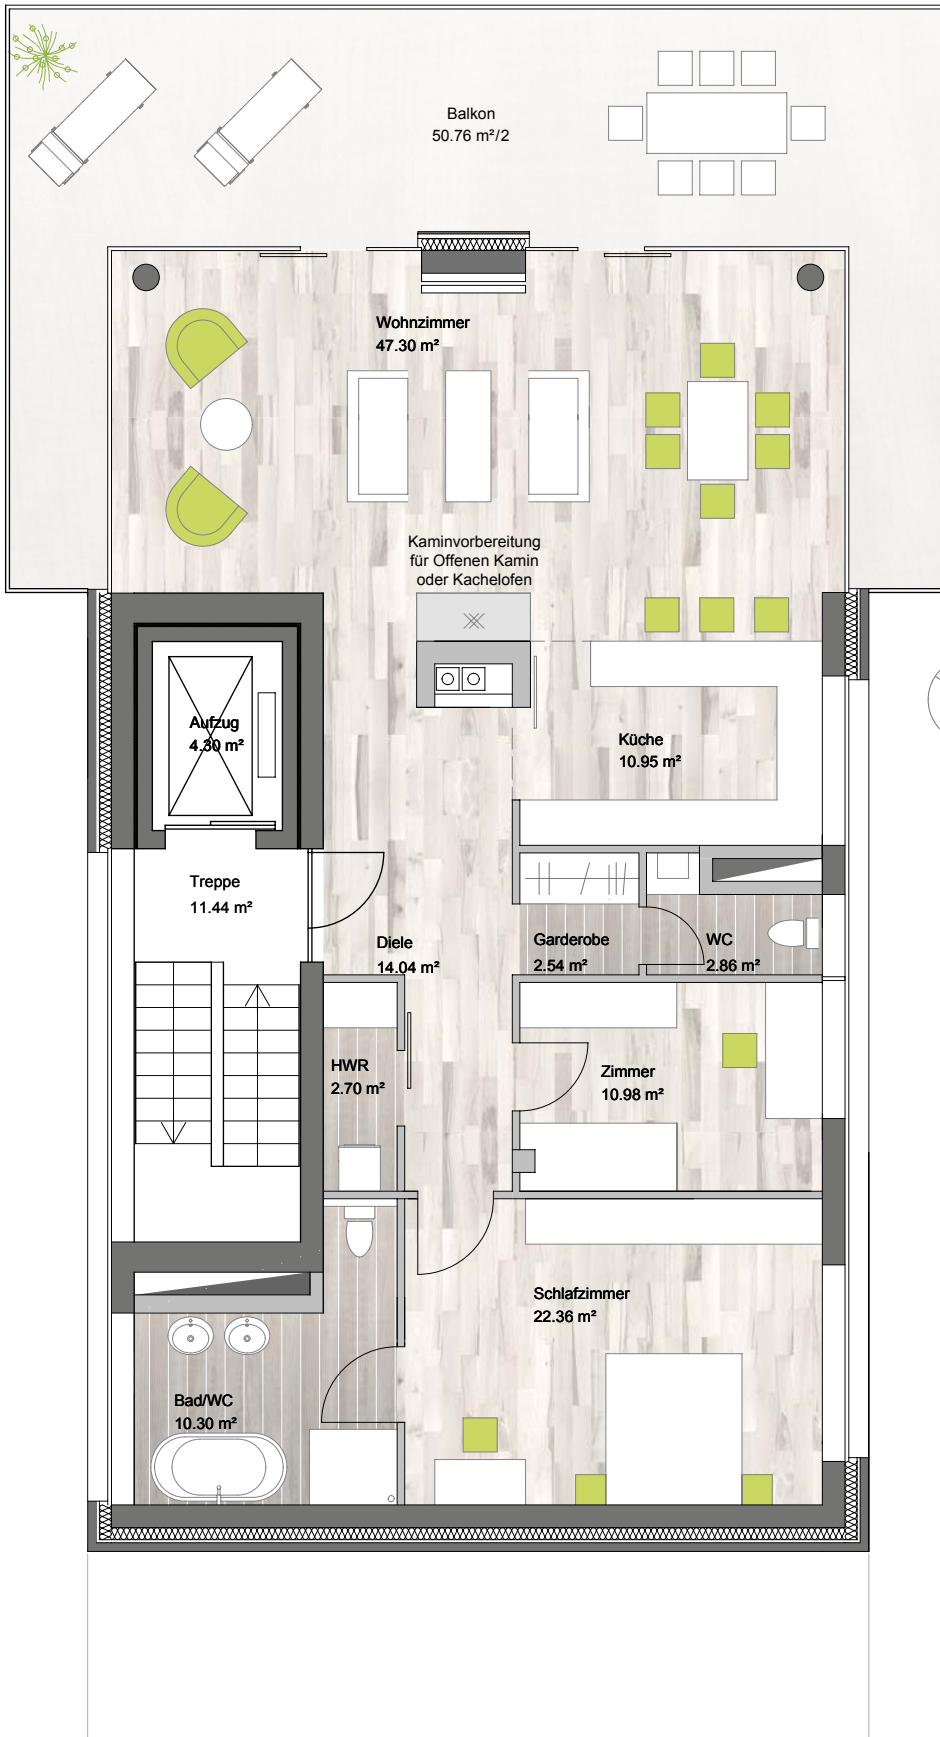 Balkon
50.76 m²/2
Wohnzimmer
47.30 m²
Kaminvorbereitung
für Offenen Kamin
oder Kachelofen
Aufzug
4.30 m²
Küche
10.95 m²
Treppe
11.44 m²
Diele
14.04 m²
Garderobe
2.54 m²
WC
2.86 m²
HWR
2.70 m²
Zimmer
10.98 m²
Schlafzimmer
22.36 m²
Bad/WC
10.30 m²